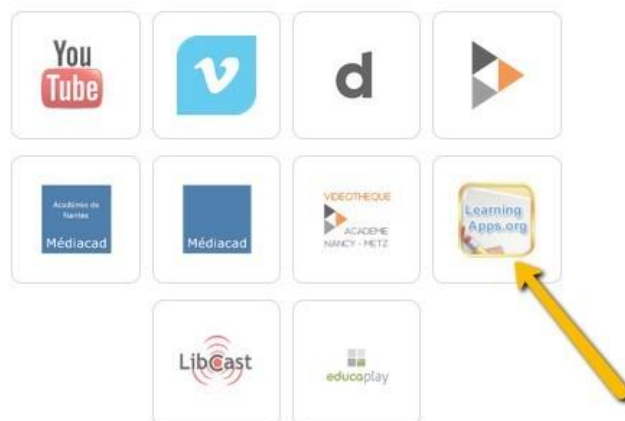 You
Tube
v
d
Académie de
Nantes
Médiacad
Médiacad
VIDEOTHEQUE
ACADEMIE
NANCY - METZ
Learning
Apps.org
LibCast
educaplay